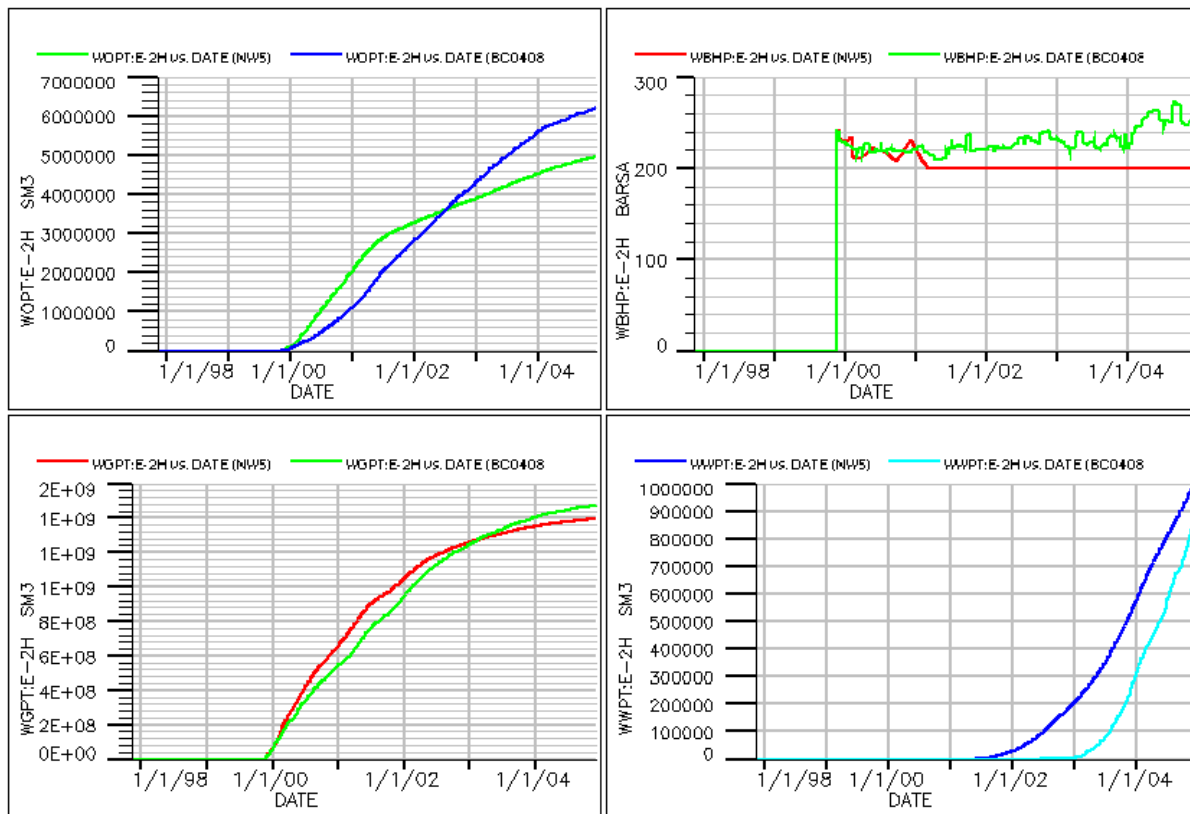 WOPT:E-2H vs. DATE (NW5) WOPT:E-2H vs. DATE (BC0408
7000000
6000000
5000000
4000000
3000000
2000000
1000000
0
WOPT:E-2H SM3
1/1/98 1/1/00 1/1/02 1/1/04
DATE
WBHP:E-2H vs. DATE (NW5) WBHP:E-2H vs. DATE (BC0408
300
200
100
0
WBHP:E-2H BARSA
1/1/98 1/1/00 1/1/02 1/1/04
DATE
WGPT:E-2H vs. DATE (NW5) WGPT:E-2H vs. DATE (BC0408
2E+09
1E+09
1E+09
1E+09
8E+08
6E+08
4E+08
2E+08
0E+00
WGPT:E-2H SM3
1/1/98 1/1/00 1/1/02 1/1/04
DATE
WWPT:E-2H vs. DATE (NW5) WWPT:E-2H vs. DATE (BC0408
1000000
900000
800000
700000
600000
500000
400000
300000
200000
100000
0
WWPT:E-2H SM3
1/1/98 1/1/00 1/1/02 1/1/04
DATE